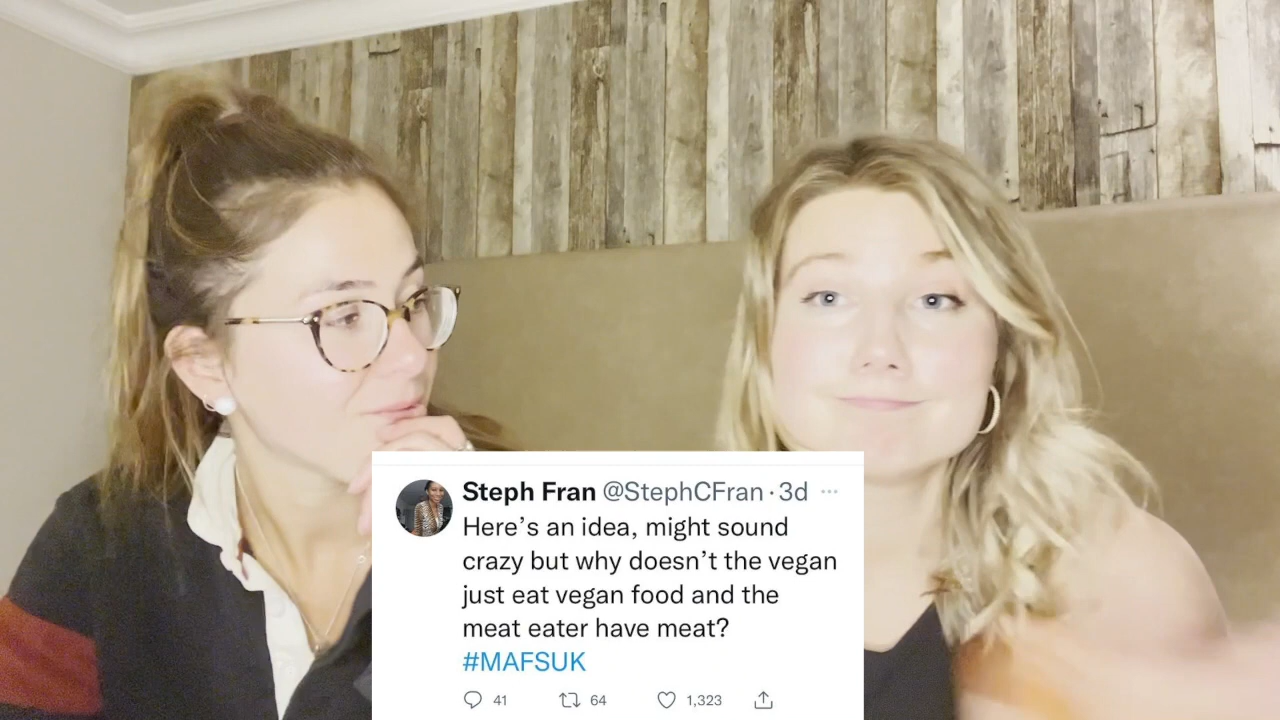 Steph Fran @StephCFran · 3d ...
Here's an idea, might sound
crazy but why doesn't the vegan
just eat vegan food and the
meat eater have meat?
#MAFSUK
41 64 1,323